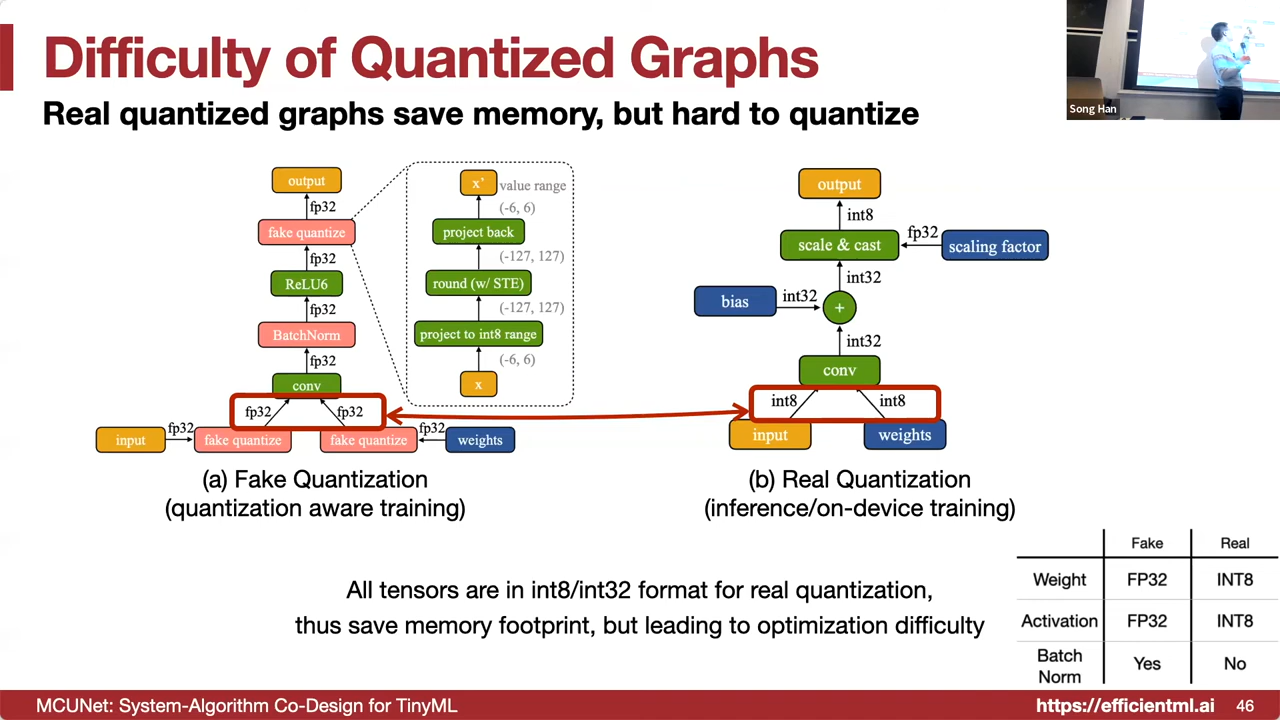 Difficulty of Quantized Graphs
Real quantized graphs save memory, but hard to quantize
Song Han
output
fp32
fake quantize
fp32
ReLU6
fp32
BatchNorm
fp32
conv
fp32
fp32
input
fp32
fake quantize
fake quantize
fp32
weights
x'
value range
(-6, 6)
project back
(-127, 127)
round (w/ STE)
(-127, 127)
project to int8 range
(-6, 6)
x
(a) Fake Quantization
(quantization aware training)
output
int8
scale & cast
fp32
scaling factor
int32
bias
int32
+
int32
conv
int8
int8
input
weights
(b) Real Quantization
(inference/on-device training)
All tensors are in int8/int32 format for real quantization,
thus save memory footprint, but leading to optimization difficulty
Fake Real
Weight FP32 INT8
Activation FP32 INT8
Batch
Norm Yes No
MCUNet: System-Algorithm Co-Design for TinyML
https://efficientml.ai
46